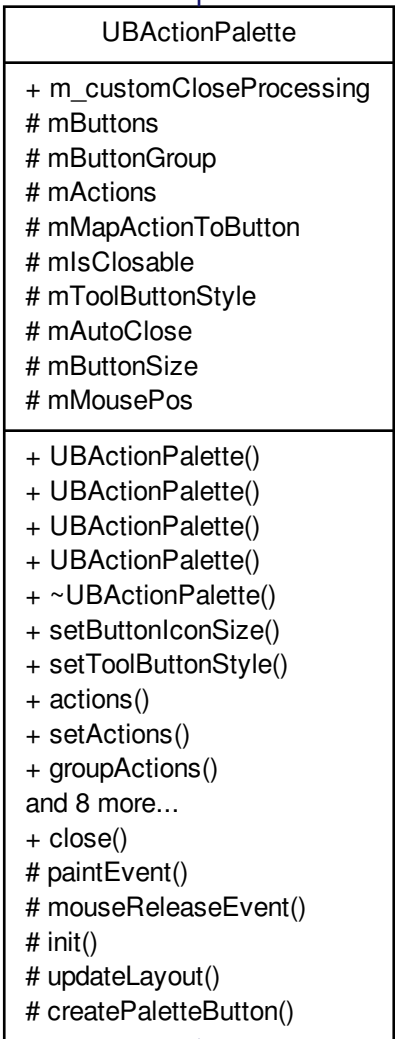 UBActionPalette
+ m_customCloseProcessing
# mButtons
# mButtonGroup
# mActions
# mMapActionToButton
# mIsClosable
# mToolButtonStyle
# mAutoClose
# mButtonSize
# mMousePos
+ UBActionPalette()
+ UBActionPalette()
+ UBActionPalette()
+ UBActionPalette()
+ ~UBActionPalette()
+ setButtonIconSize()
+ setToolButtonStyle()
+ actions()
+ setActions()
+ groupActions()
and 8 more...
+ close()
# paintEvent()
# mouseReleaseEvent()
# init()
# updateLayout()
# createPaletteButton()